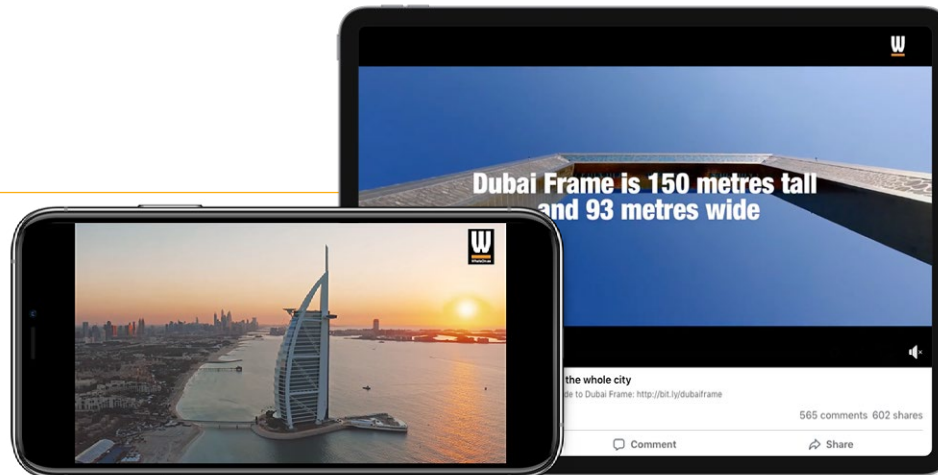 W
Dubai Frame is 150 metres tall
and 93 metres wide
W
the whole city
de to Dubai Frame: http://bit.ly/dubaiframe
565 comments 602 shares
Comment
Share